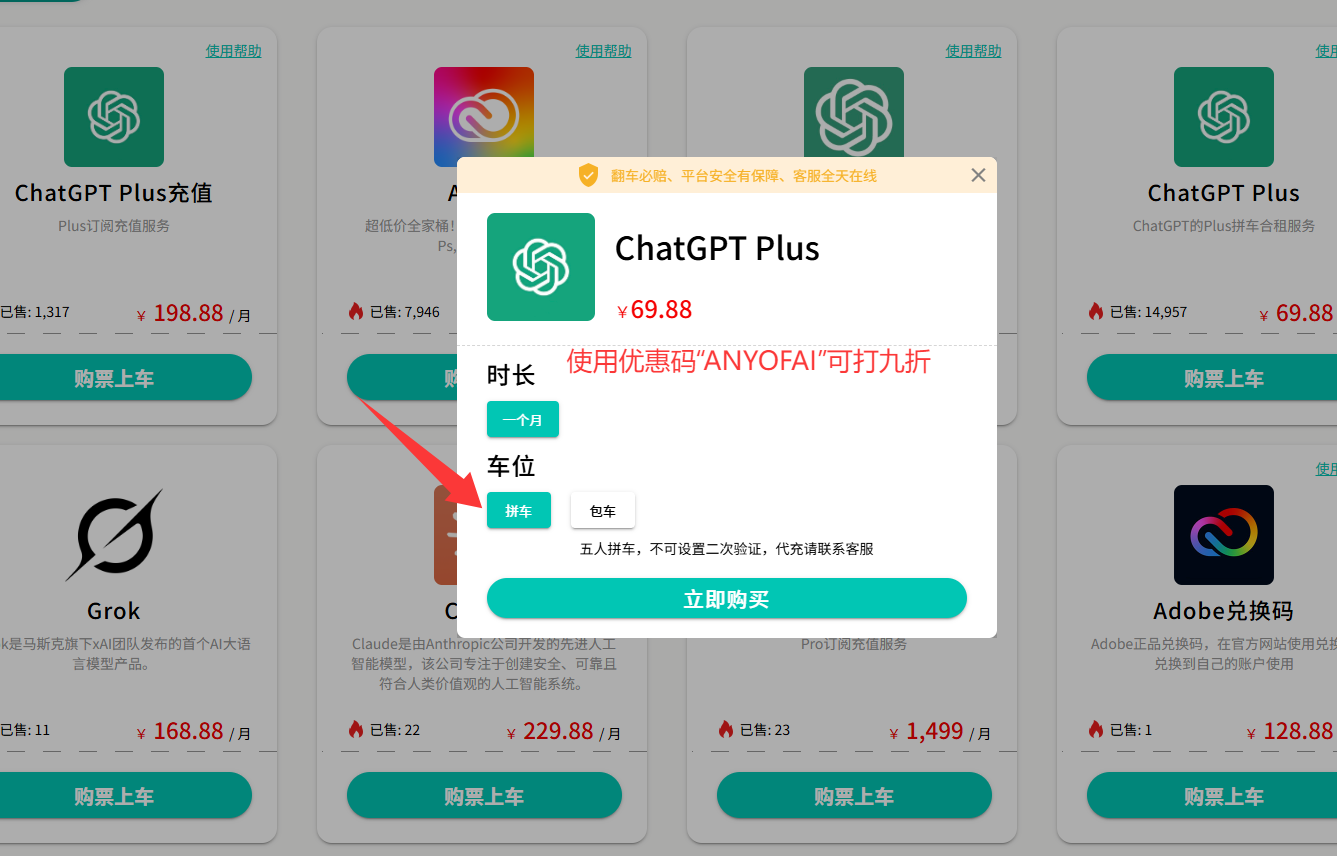 使用帮助
使用帮助
使用帮助
ChatGPT Plus充值
Plus订阅充值服务
已售: 1,317
¥ 198.88 / 月
购票上车
超低价全家桶!
Ps,
已售: 7,946
翻车必赔、平台安全有保障、客服全天在线
ChatGPT Plus
¥69.88
使用优惠码“ANYOFAI”可打九折
时长
一个月
车位
拼车
包车
五人拼车，不可设置二次验证，代充请联系客服
立即购买
ChatGPT Plus
ChatGPT的Plus拼车合租服务
已售: 14,957
¥ 69.88
购票上车
Grok
k是马斯克旗下xAI团队发布的首个AI大语
言模型产品。
已售: 11
¥ 168.88 / 月
购票上车
Claude是由Anthropic公司开发的先进人工
智能模型，该公司专注于创建安全、可靠且
符合人类价值观的人工智能系统。
已售: 22
¥ 229.88 / 月
购票上车
Pro订阅充值服务
已售: 23
¥ 1,499 / 月
购票上车
Adobe兑换码
Adobe正品兑换码，在官方网站使用兑换
兑换到自己的账户使用
已售: 1
¥ 128.88
购票上车